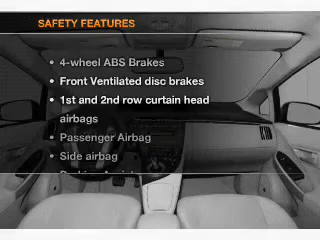 SAFETY FEATURES
• 4-wheel ABS Brakes
• Front Ventilated disc brakes
• 1st and 2nd row curtain head
airbags
• Passenger Airbag
• Side airbag